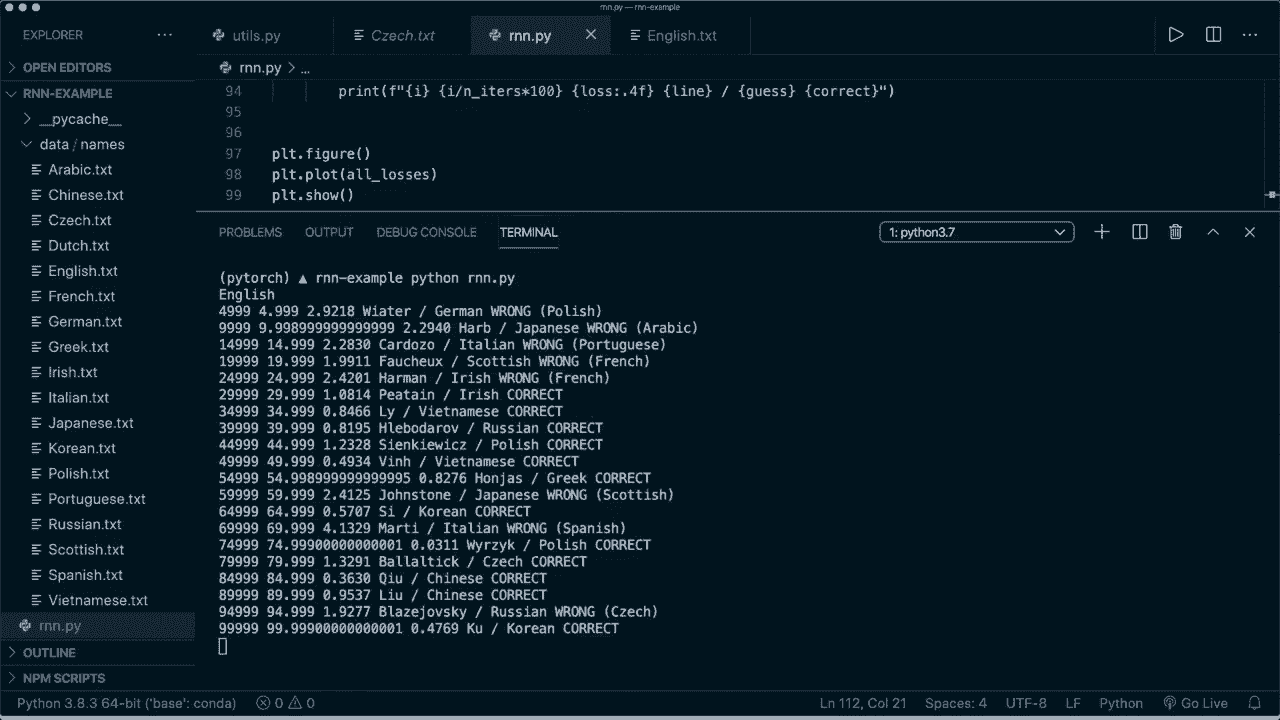 rnn.py — rnn-example
EXPLORER ...
utils.py
Czech.txt
rnn.py
English.txt
OPEN EDITORS
RNN-EXAMPLE
__pycache__
data / names
Arabic.txt
Chinese.txt
Czech.txt
Dutch.txt
English.txt
French.txt
German.txt
Greek.txt
Irish.txt
Italian.txt
Japanese.txt
Korean.txt
Polish.txt
Portuguese.txt
Russian.txt
Scottish.txt
Spanish.txt
Vietnamese.txt
rnn.py
OUTLINE
NPM SCRIPTS
rnn.py > ...
94 print(f"{i} {i/n_iters*100} {loss:.4f} {line} / {guess} {correct}")
95
96
97 plt.figure()
98 plt.plot(all_losses)
99 plt.show()
PROBLEMS OUTPUT DEBUG CONSOLE TERMINAL 1: python3.7
(pytorch) ▲ rnn-example python rnn.py
English
4999 4.999 2.9218 Wiater / German WRONG (Polish)
9999 9.998999999999999 2.2940 Harb / Japanese WRONG (Arabic)
14999 14.999 2.2830 Cardozo / Italian WRONG (Portuguese)
19999 19.999 1.9911 Faucheux / Scottish WRONG (French)
24999 24.999 2.4201 Harman / Irish WRONG (French)
29999 29.999 1.0814 Peatain / Irish CORRECT
34999 34.999 0.8466 Ly / Vietnamese CORRECT
39999 39.999 0.8195 Hlebodarov / Russian CORRECT
44999 44.999 1.2328 Sienkiewicz / Polish CORRECT
49999 49.999 0.4934 Vinh / Vietnamese CORRECT
54999 54.998999999999995 0.8276 Honjas / Greek CORRECT
59999 59.999 2.4125 Johnstone / Japanese WRONG (Scottish)
64999 64.999 0.5707 Si / Korean CORRECT
69999 69.999 4.1329 Marti / Italian WRONG (Spanish)
74999 74.99900000000001 0.0311 Wyrzyk / Polish CORRECT
79999 79.999 1.3291 Ballaltick / Czech CORRECT
84999 84.999 0.3630 Qiu / Chinese CORRECT
89999 89.999 0.9537 Liu / Chinese CORRECT
94999 94.999 1.9277 Blazejovsky / Russian WRONG (Czech)
99999 99.99900000000001 0.4769 Ku / Korean CORRECT
Python 3.8.3 64-bit ('base': conda) 0 0 Ln 112, Col 21 Spaces: 4 UTF-8 LF Python Go Live